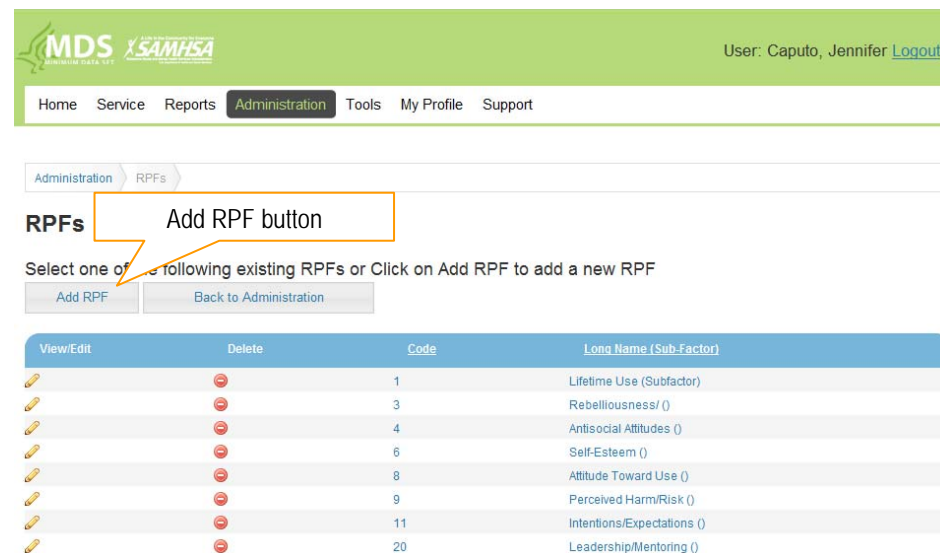 MDS SAMHSA
MINIMUM DATA SET
User: Caputo, Jennifer Logout
Home Service Reports Administration Tools My Profile Support
Administration RPFs
RPFs
Add RPF button
Select one of the following existing RPFs or Click on Add RPF to add a new RPF
Add RPF Back to Administration
View/Edit Delete Code Long Name (Sub-Factor)
1 Lifetime Use (Subfactor)
3 Rebelliousness/ ()
4 Antisocial Attitudes ()
6 Self-Esteem ()
8 Attitude Toward Use ()
9 Perceived Harm/Risk ()
11 Intentions/Expectations ()
20 Leadership/Mentoring ()